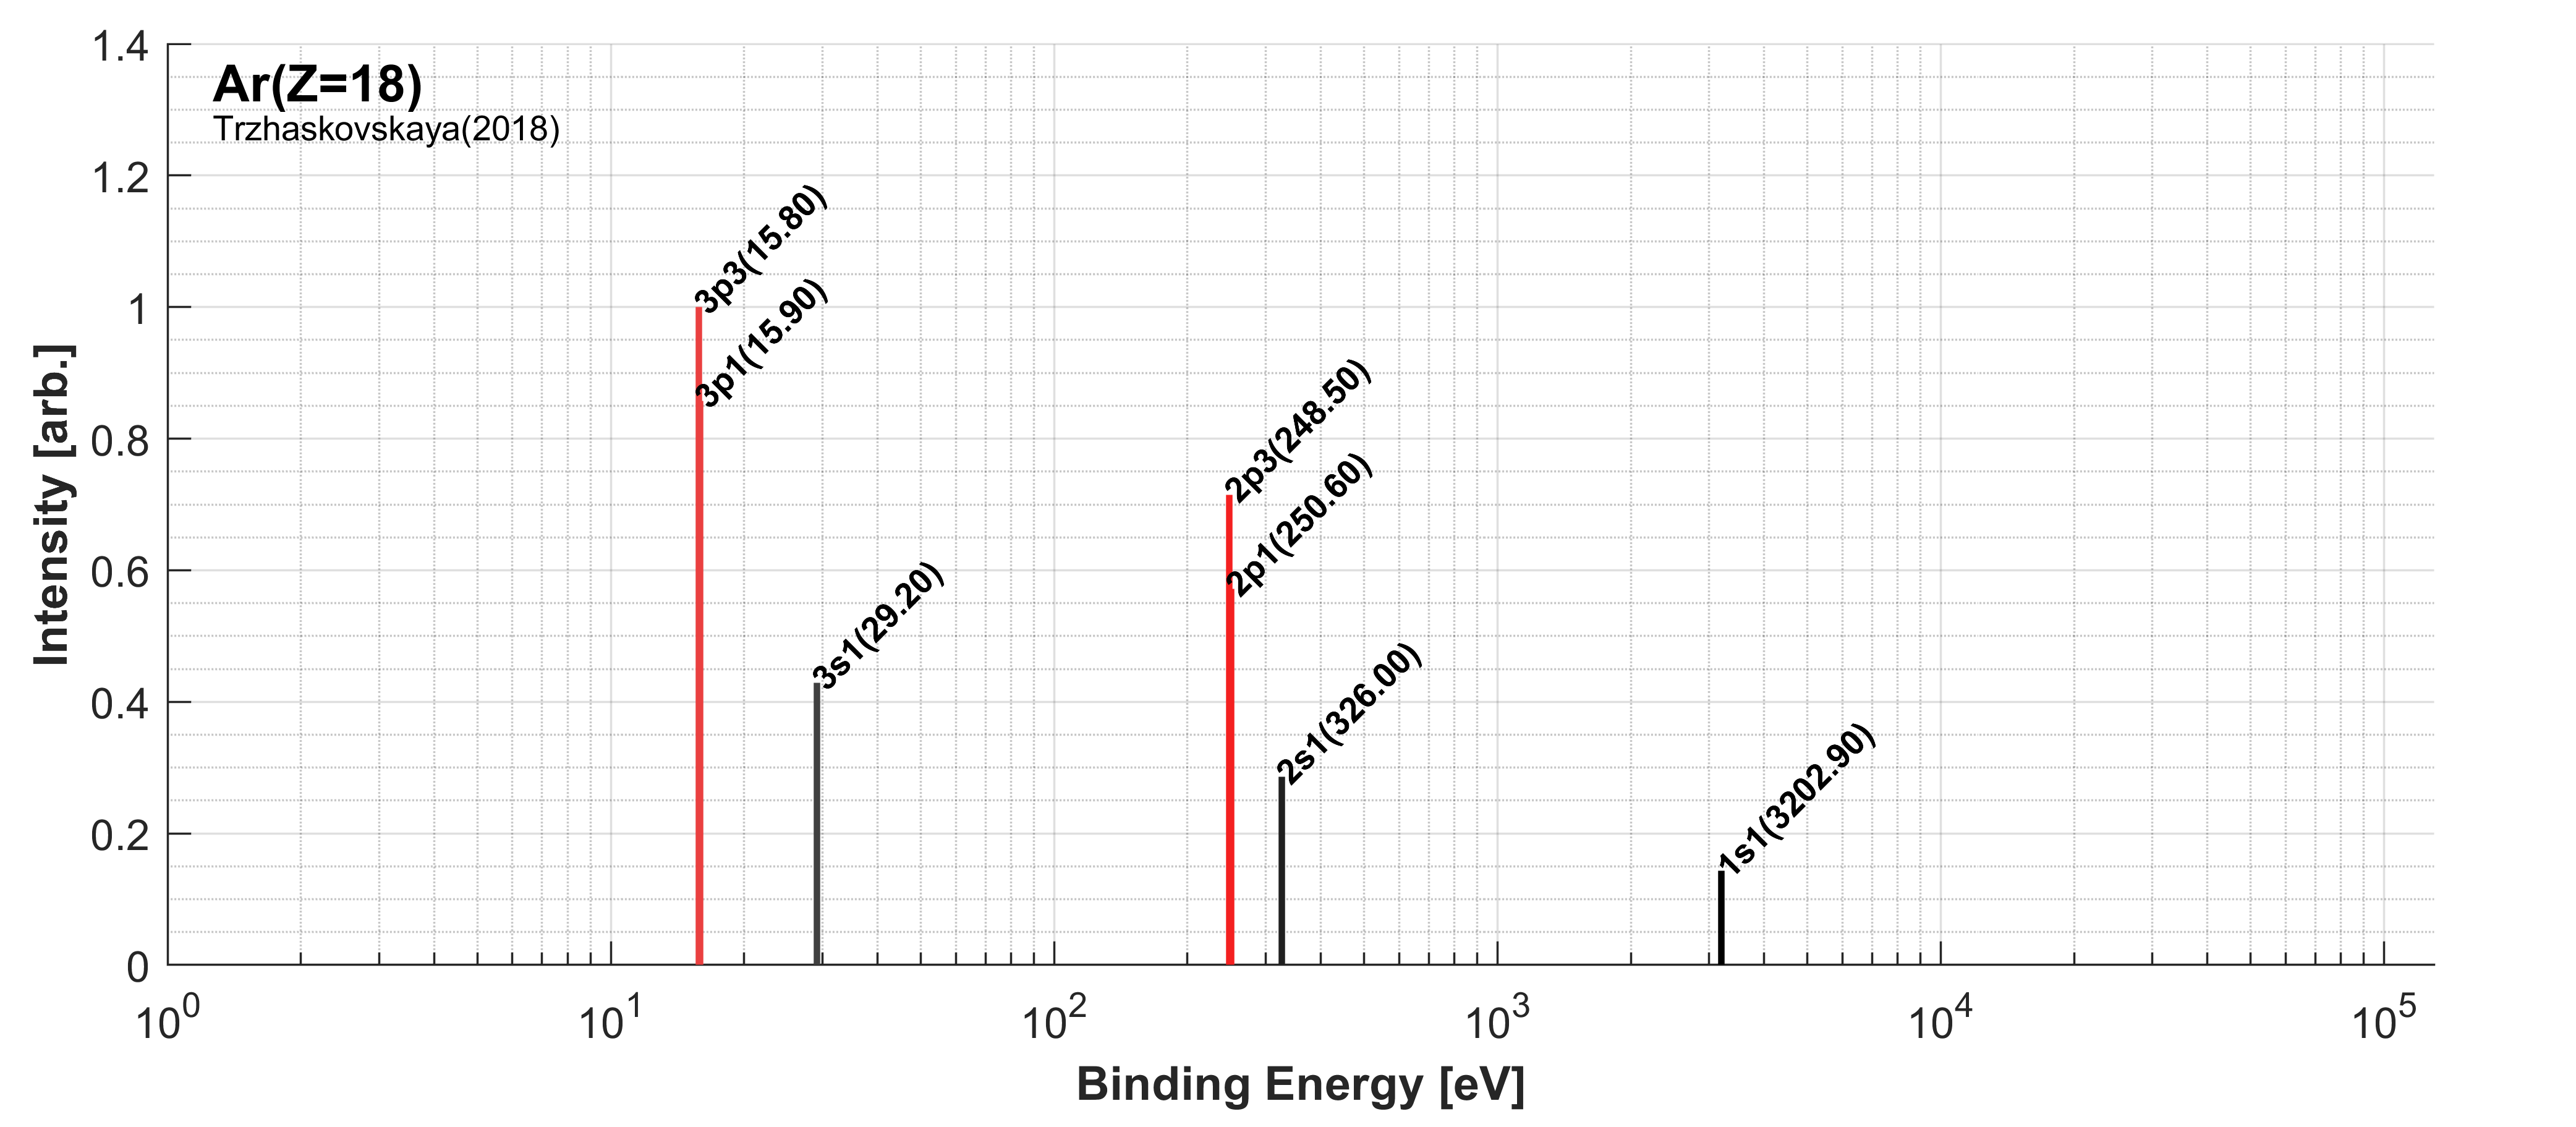 Ar(Z=18)
Trzhaskovskaya(2018)
1.4
1.2
1
0.8
0.6
0.4
0.2
0
Intensity [arb.]
3p3(15.80)
3p1(15.90)
3s1(29.20)
2p3(248.50)
2p1(250.60)
2s1(326.00)
1s1(3202.90)
10^0 10^1 10^2 10^3 10^4 10^5
Binding Energy [eV]